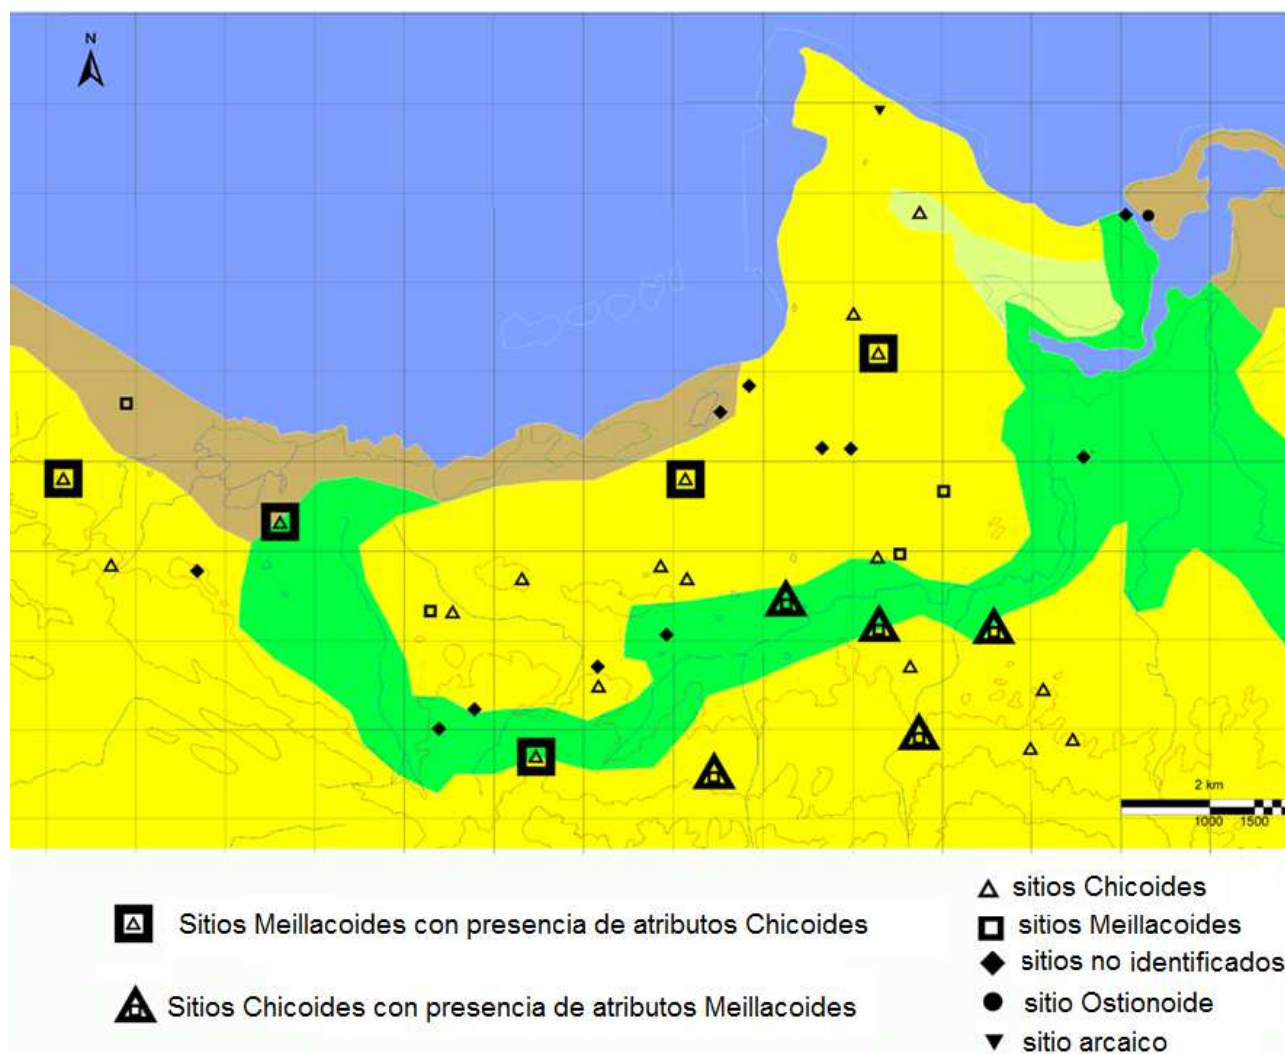 N
2 km
1000 1500
sitios Chicoides
Sitios Meillacoides con presencia de atributos Chicoides
sitios Meillacoides
sitios no identificados
Sitios Chicoides con presencia de atributos Meillacoides
sitio Ostionoide
sitio arcaico